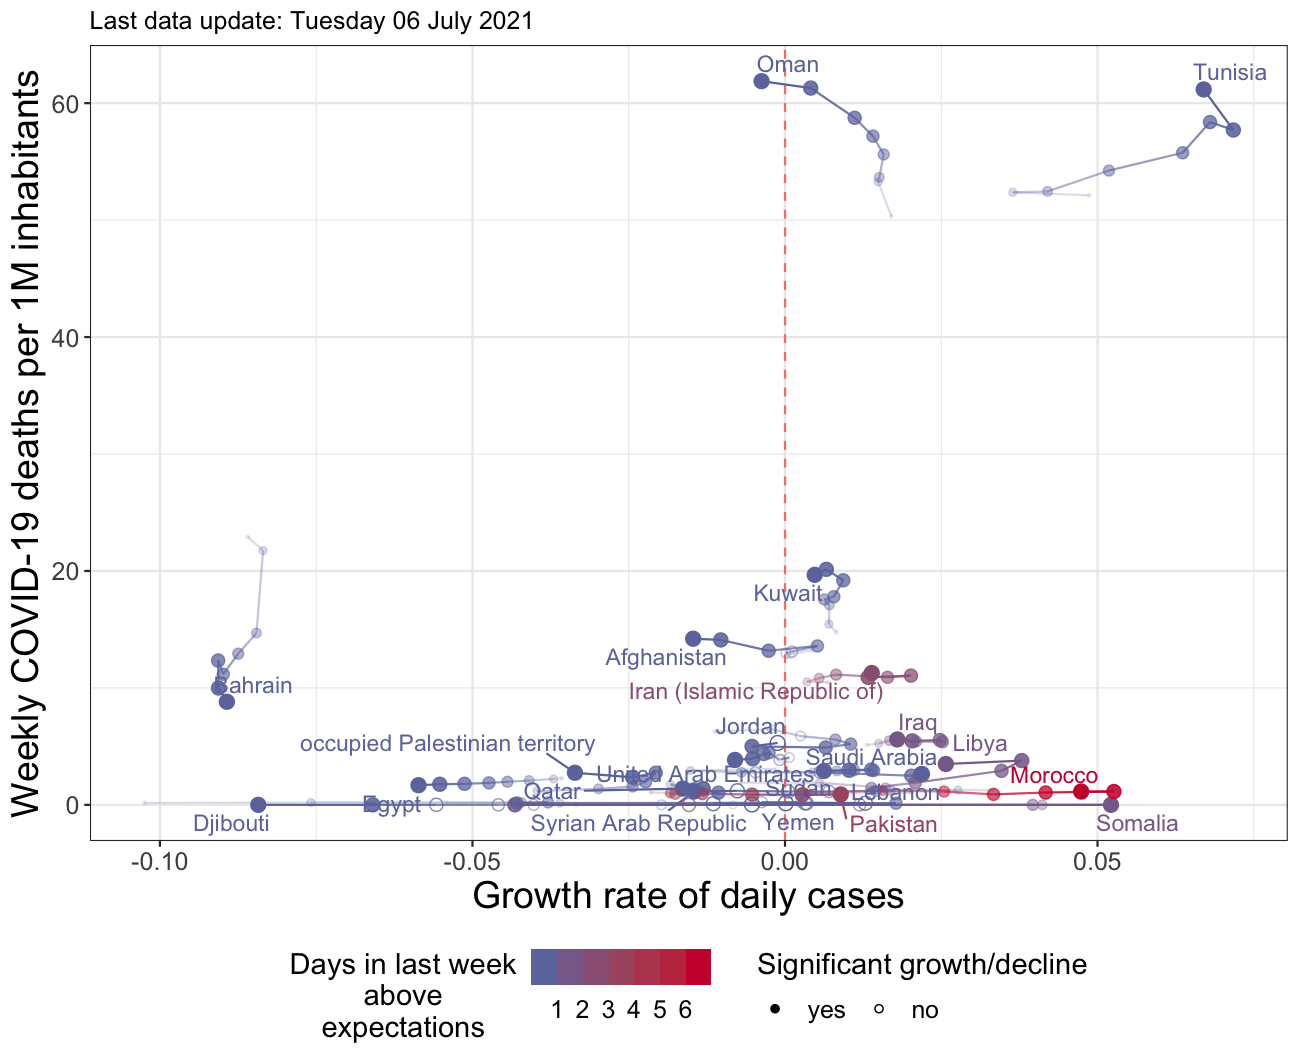 Last data update: Tuesday 06 July 2021
Weekly COVID-19 deaths per 1M inhabitants
60
40
20
0
Oman
Tunisia
Kuwait
Afghanistan
Bahrain
Iran (Islamic Republic of)
Jordan
Iraq
occupied Palestinian territory
Libya
Saudi Arabia
United Arab Emirates
Morocco
Qatar
Sudan
Lebanon
Egypt
Djibouti
Syrian Arab Republic
Yemen
Pakistan
Somalia
-0.10
-0.05
0.00
0.05
Growth rate of daily cases
Days in last week
above
expectations
1 2 3 4 5 6
Significant growth/decline
yes
no